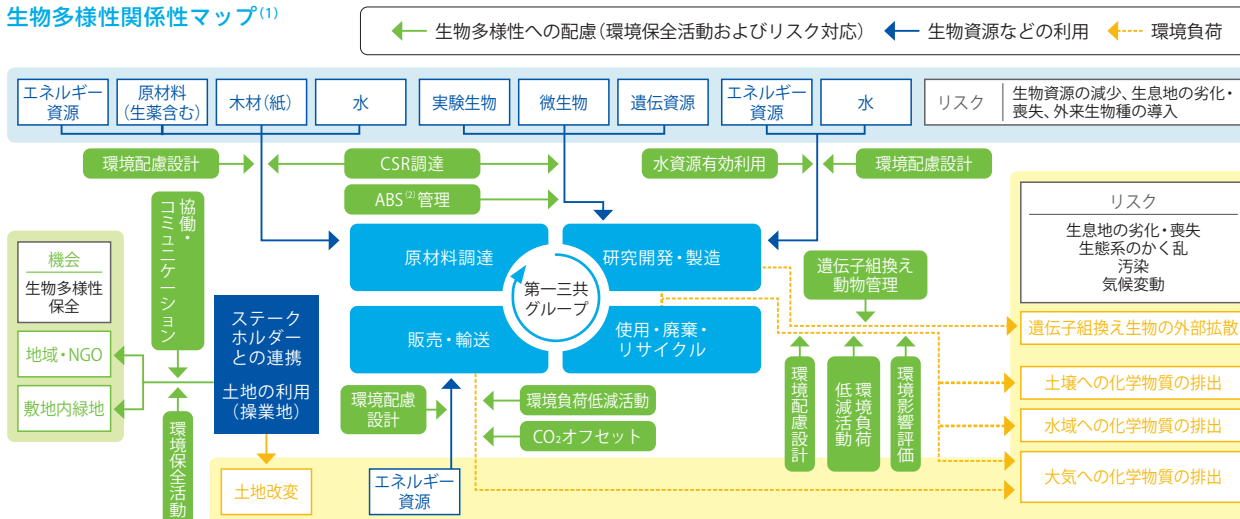 生物多様性関係性マップ(1)
生物多様性への配慮(環境保全活動およびリスク対応)
生物資源などの利用
環境負荷
エネルギー
資源
原材料
(生薬含む)
木材(紙)
水
実験生物
微生物
遺伝資源
エネルギー
資源
水
リスク
生物資源の減少、生息地の劣化・
喪失、外来生物種の導入
環境配慮設計
CSR調達
水資源有効利用
環境配慮設計
ABS(2)管理
協働・
コミュニケーション
機会
生物多様性
保全
地域・NGO
敷地内緑地
環境保全活動
ステーク
ホルダー
との連携
土地の利用
(操業地)
土地改変
原材料調達
研究開発・製造
第一三共
グループ
販売・輸送
使用・廃棄・
リサイクル
環境配慮
設計
環境負荷低減活動
CO₂オフセット
エネルギー
資源
遺伝子組換え
動物管理
環境配慮設計
環境負荷
低減活動
環境影響評価
リスク
生息地の劣化・喪失
生態系のかく乱
汚染
気候変動
遺伝子組換え生物の外部拡散
土壌への化学物質の排出
水域への化学物質の排出
大気への化学物質の排出